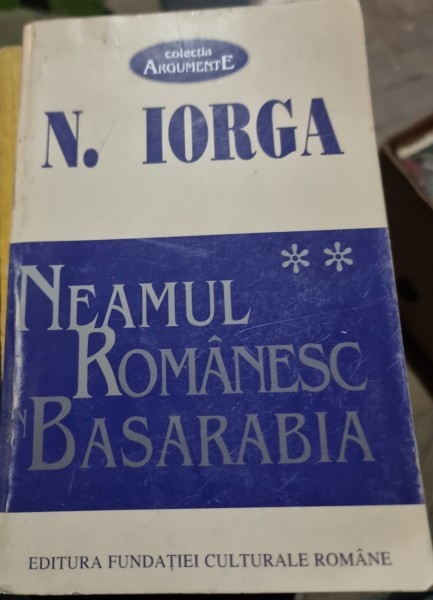 colecția
ARGUMENTE
N. IORGA
**
NEAMUL
ROMÂNESC
ÎN BASARABIA
EDITURA FUNDAȚIEI CULTURALE ROMÂNE